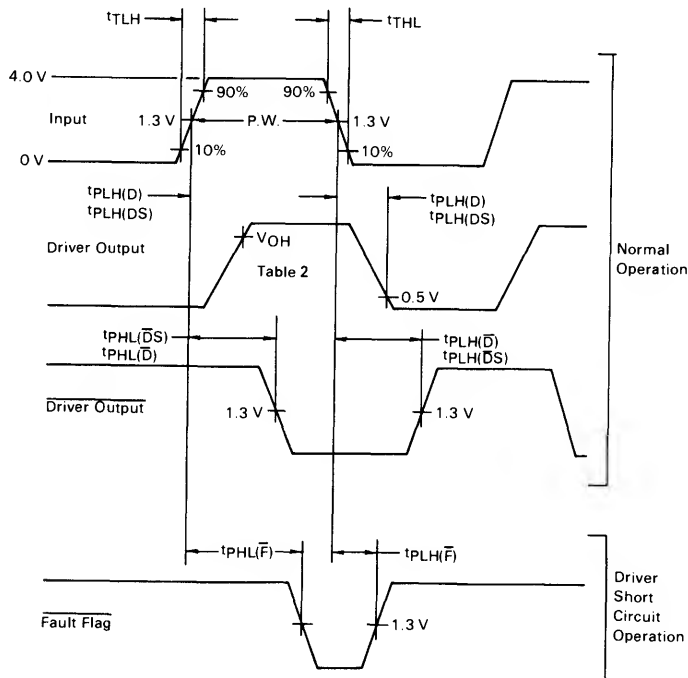 tTLH
tTHL
4.0 V
90%
90%
Input
1.3 V
P.W.
1.3 V
10%
10%
0 V
tPLH(D)
tPLH(DS)
tPLH(D)
tPLH(DS)
Driver Output
VOH
Table 2
0.5 V
Normal
Operation
tPHL(D̅S)
tPHL(D̅)
tPLH(D̅)
tPLH(D̅S)
Driver Output
1.3 V
1.3 V
tPHL(F̅)
tPLH(F̅)
Fault Flag
1.3 V
Driver
Short
Circuit
Operation